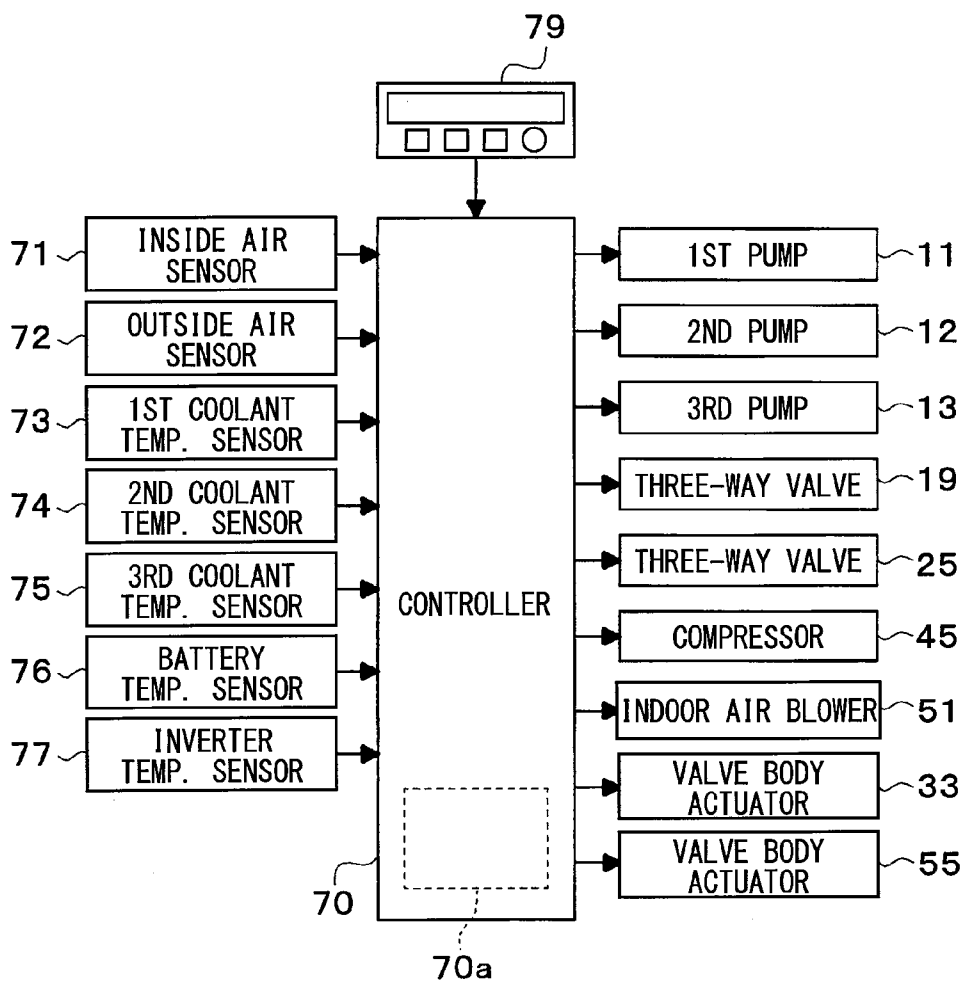 79
71
INSIDE AIR
SENSOR
72
OUTSIDE AIR
SENSOR
73
1ST COOLANT
TEMP. SENSOR
74
2ND COOLANT
TEMP. SENSOR
75
3RD COOLANT
TEMP. SENSOR
76
BATTERY
TEMP. SENSOR
77
INVERTER
TEMP. SENSOR
CONTROLLER
70
70a
1ST PUMP
11
2ND PUMP
12
3RD PUMP
13
THREE-WAY VALVE
19
THREE-WAY VALVE
25
COMPRESSOR
45
INDOOR AIR BLOWER
51
VALVE BODY
ACTUATOR
33
VALVE BODY
ACTUATOR
55